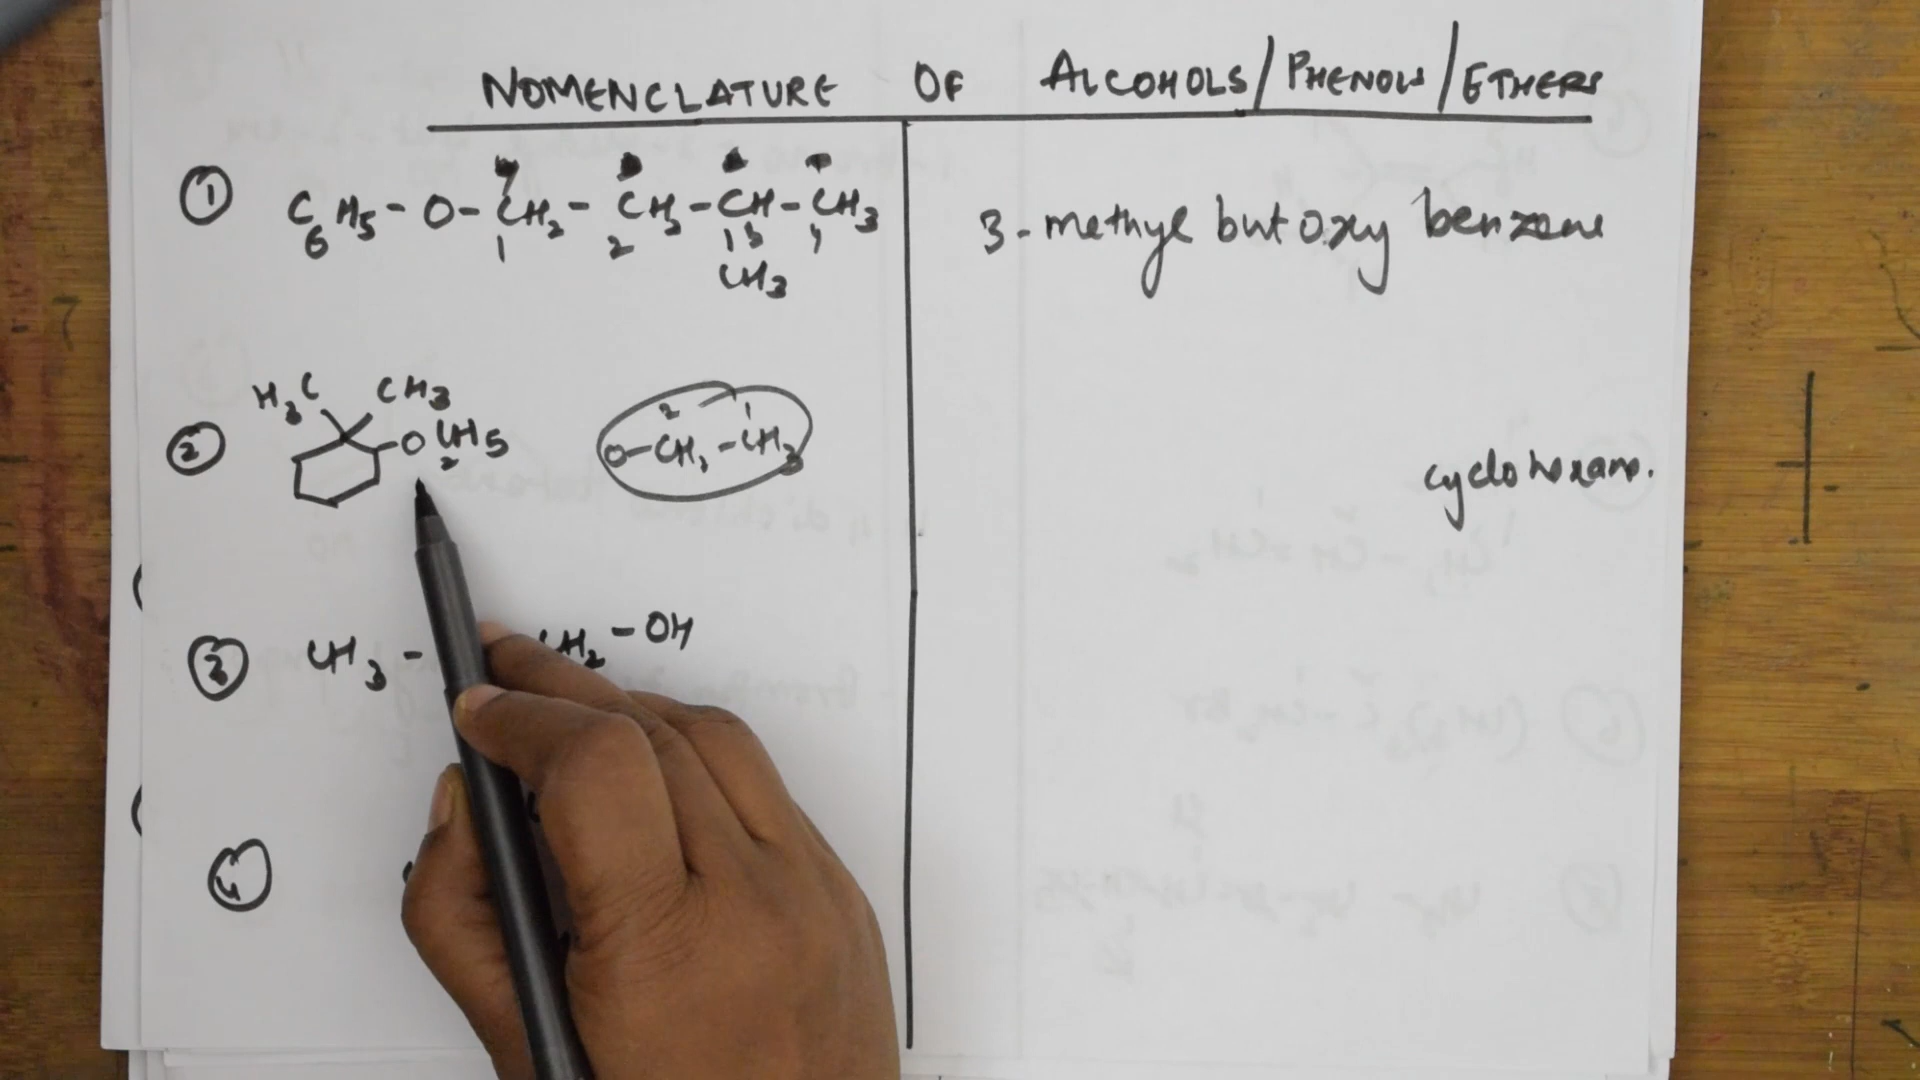 NOMENCLATURE OF ALCOHOLS/PHENOLS/ETHERS
① C6H5-O-CH2-CH2-CH-CH3
1 2 3 4
CH3
3-methyl butoxy benzene
② H3C CH3
OC2H5
2 1
O-CH2-CH3
cyclohexane.
③ CH3- CH2-OH
④